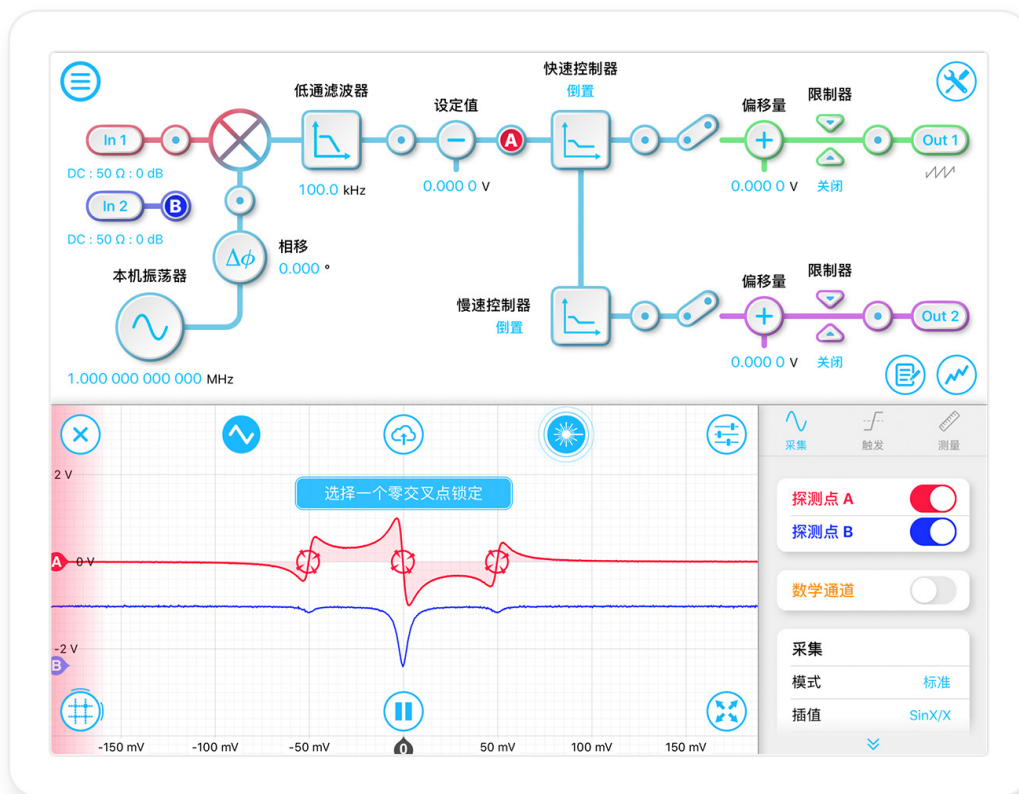 快速控制器
倒置
低通滤波器
设定值
偏移量
限制器
In 1
A
Out 1
DC : 50 Ω : 0 dB
100.0 kHz
0.000 0 V
0.000 0 V
关闭
In 2
B
DC : 50 Ω : 0 dB
Δϕ
相移
0.000 °
本机振荡器
1.000 000 000 000 MHz
慢速控制器
倒置
偏移量
限制器
Out 2
0.000 0 V
关闭
采集
触发
测量
2 V
选择一个零交叉点锁定
A
0 V
-2 V
B
-150 mV
-100 mV
-50 mV
0
50 mV
100 mV
150 mV
探测点 A
探测点 B
数学通道
采集
模式
标准
插值
SinX/X